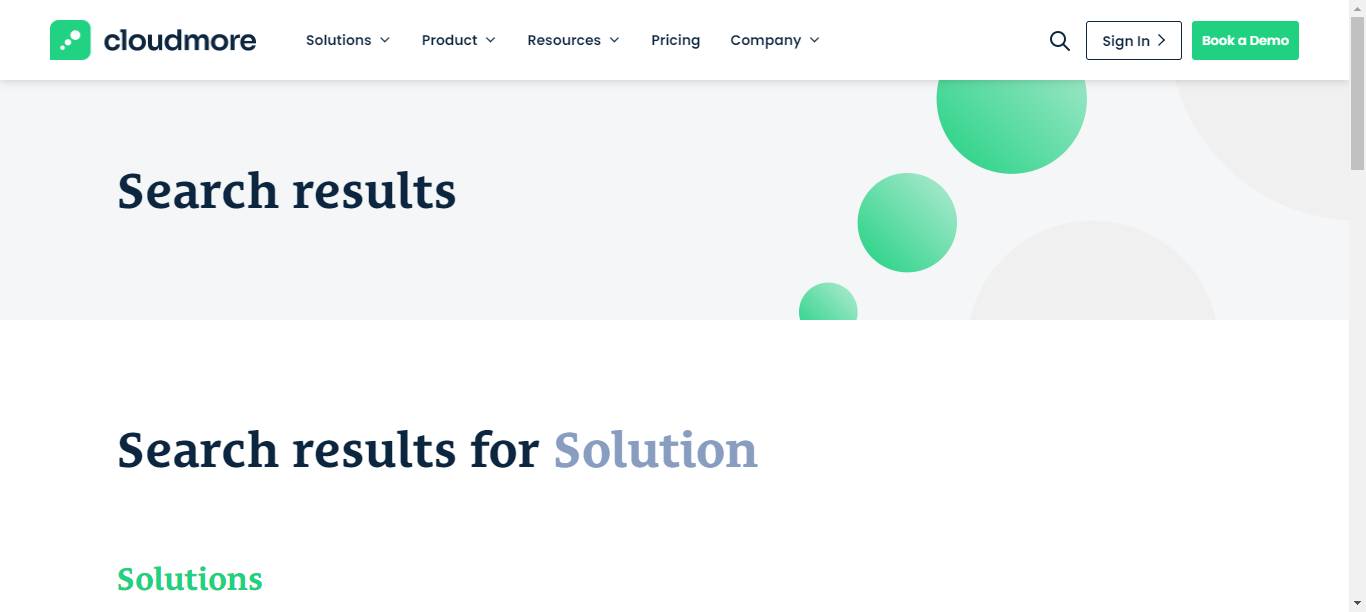 cloudmore Solutions Product Resources Pricing Company Sign In Book a Demo
Search results
Search results for Solution
Solutions